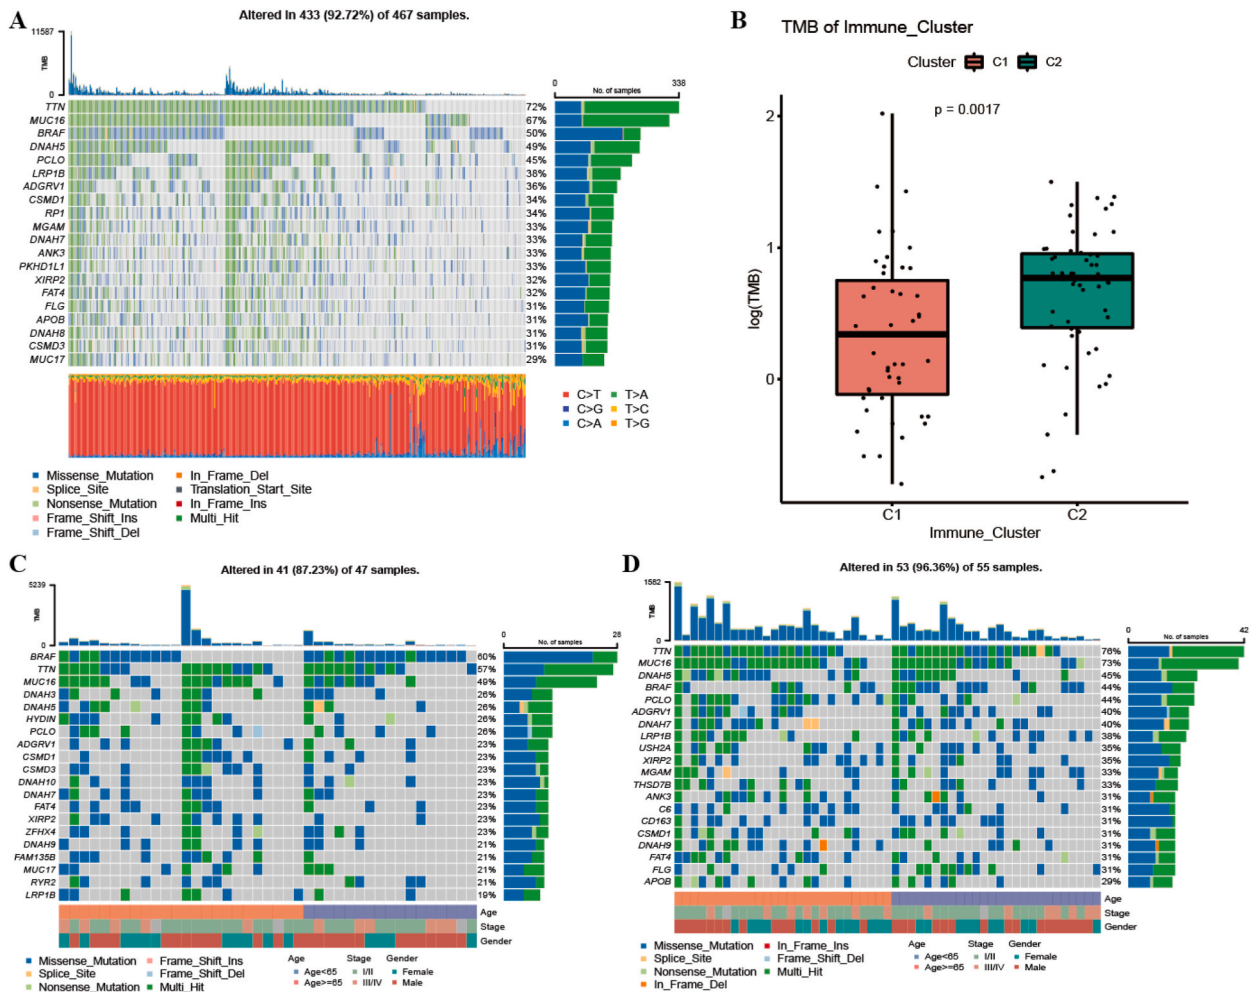 A
Altered in 433 (92.72%) of 467 samples.
11587
TMB
0
0
No. of samples
338
TTN 72%
MUC16 67%
BRAF 50%
DNAH5 49%
PCLO 45%
LRP1B 38%
ADGRV1 36%
CSMD1 34%
RP1 34%
MGAM 33%
DNAH7 33%
ANK3 33%
PKHD1L1 33%
XIRP2 32%
FAT4 32%
FLG 31%
APOB 31%
DNAH8 31%
CSMD3 31%
MUC17 29%
C>T T>A
C>G T>C
C>A T>G
Missense_Mutation In_Frame_Del
Splice_Site Translation_Start_Site
Nonsense_Mutation In_Frame_Ins
Frame_Shift_Ins Multi_Hit
Frame_Shift_Del
B
TMB of Immune_Cluster
Cluster C1 C2
p = 0.0017
2
1
0
log(TMB)
C1 C2
Immune_Cluster
C
Altered in 41 (87.23%) of 47 samples.
5239
TMB
0
0
No. of samples
28
BRAF 60%
TTN 57%
MUC16 49%
DNAH3 26%
DNAH5 26%
HYDIN 26%
PCLO 26%
ADGRV1 23%
CSMD1 23%
CSMD3 23%
DNAH10 23%
DNAH7 23%
FAT4 23%
XIRP2 23%
ZFHX4 23%
DNAH9 21%
FAM135B 21%
MUC17 21%
RYR2 21%
LRP1B 19%
Age
Stage
Gender
Missense_Mutation Frame_Shift_Ins
Splice_Site Frame_Shift_Del
Nonsense_Mutation Multi_Hit
Age Stage Gender
Age<65 I/II Female
Age>=65 III/IV Male
D
Altered in 53 (96.36%) of 55 samples.
1582
TMB
0
0
No. of samples
42
TTN 76%
MUC16 73%
DNAH5 45%
BRAF 44%
PCLO 44%
ADGRV1 40%
DNAH7 40%
LRP1B 38%
USH2A 35%
XIRP2 35%
MGAM 33%
THSD7B 33%
ANK3 31%
C6 31%
CD163 31%
CSMD1 31%
DNAH9 31%
FAT4 31%
FLG 31%
APOB 29%
Age
Stage
Gender
Missense_Mutation In_Frame_Ins
Splice_Site Frame_Shift_Del
Nonsense_Mutation Multi_Hit
In_Frame_Del
Age Stage Gender
Age<65 I/II Female
Age>=65 III/IV Male